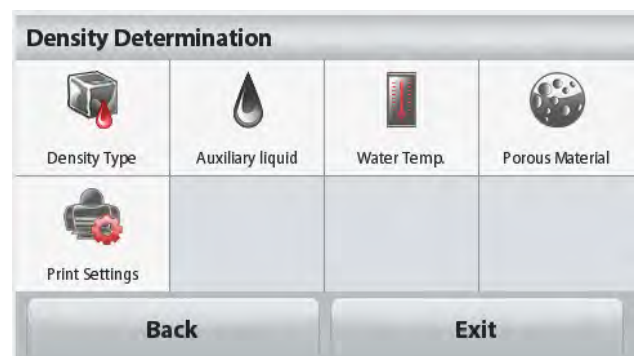 Density Determination
Density Type Auxiliary liquid Water Temp. Porous Material
Print Settings
Back Exit